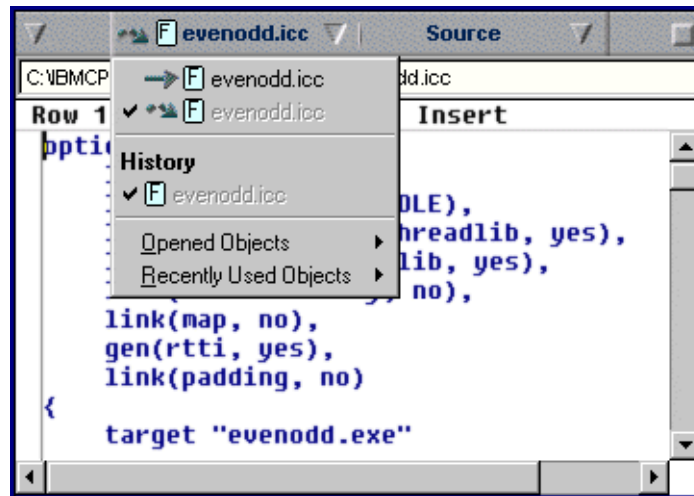 evenodd.icc Source
C:\IBMCP dd.icc
evenodd.icc
Row 1 Insert
evenodd.icc
opti
History
evenodd.icc
OLE),
hreadlib, yes),
Opened Objects
lib, yes),
Recently Used Objects
, no),
link(map, no),
gen(rtti, yes),
link(padding, no)
{
target "evenodd.exe"